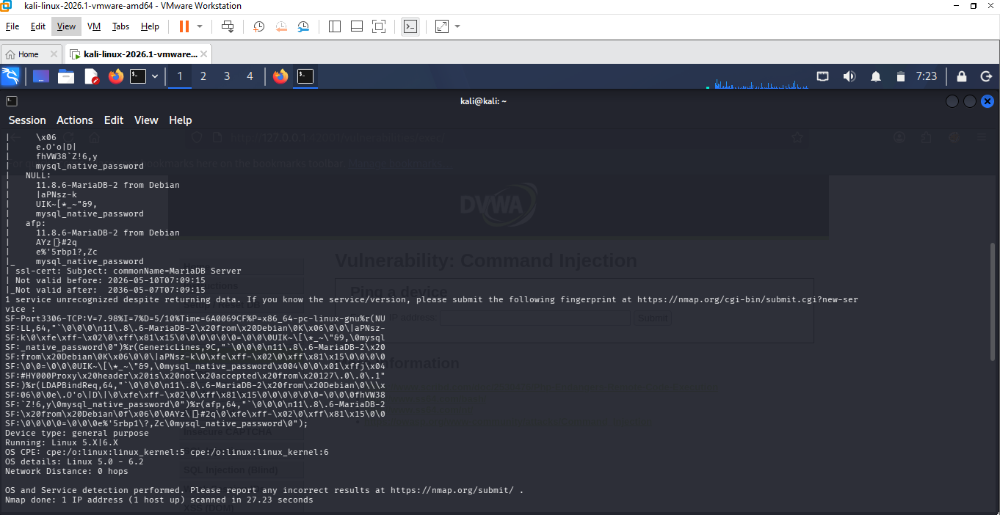 kali-linux-2026.1-vmware-amd64 - VMware Workstation
File Edit View VM Tabs Help
Home kali-linux-2026.1-vmware...
1 2 3 4 7:23
kali@kali: ~
Session Actions Edit View Help
| \x06
| e.O'o|D|
| fhVW38`Z!6,y
| mysql_native_password
| NULL:
| 11.8.6-MariaDB-2 from Debian
| |aPNsz-k
| UIK~[*_~"&9,
| mysql_native_password
| afp:
| 11.8.6-MariaDB-2 from Debian
| AYz[}#2q
| e%'5rbp1?,Zc
|_ mysql_native_password
| ssl-cert: Subject: commonName=MariaDB Server
| Not valid before: 2026-05-10T07:09:15
|_Not valid after: 2036-05-07T07:09:15
1 service unrecognized despite returning data. If you know the service/version, please submit the following fingerprint at https://nmap.org/cgi-bin/submit.cgi?new-ser
vice :
SF-Port3306-TCP:V=7.98%I=7%D=5/10%Time=6A0069CF%P=x86_64-pc-linux-gnu%r(NU
SF:LL,64,"`\0\0\0\n11\.8\.6-MariaDB-2\x20from\x20Debian\0K\x06\0\0\|aPNsz-
SF:k\0\xfe\xff-\x02\0\xff\x81\x15\0\0\0\0\0\0=\0\0\0UIK~\[\*_~\"&9,\0mysql
SF:_native_password\0")%r(GenericLines,9C,"`\0\0\0\n11\.8\.6-MariaDB-2\x20
SF:from\x20Debian\0K\x06\0\0\|aPNsz-k\0\xfe\xff-\x02\0\xff\x81\x15\0\0\0\0
SF:\0\0=\0\0\0UIK~\[\*_~\"&9,\0mysql_native_password\x004\0\0\x01\xffj\x04
SF:#HY000Proxy\x20header\x20is\x20not\x20accepted\x20from\x20127\.0\.0\.1"
SF:)%r(LDAPBindReq,64,"`\0\0\0\n11\.8\.6-MariaDB-2\x20from\x20Debian\0\\\x
SF:06\0\0e\.O'o\|D\|\0\xfe\xff-\x02\0\xff\x81\x15\0\0\0\0\0\0=\0\0\0fhVW38
SF:`Z!6,y\0mysql_native_password\0")%r(afp,64,"`\0\0\0\n11\.8\.6-MariaDB-2
SF:\x20from\x20Debian\0f\x06\0\0AYz\[}#2q\0\xfe\xff-\x02\0\xff\x81\x15\0\0
SF:\0\0\0\0=\0\0\0e%'5rbp1\?,Zc\0mysql_native_password\0");
Device type: general purpose
Running: Linux 5.X|6.X
OS CPE: cpe:/o:linux:linux_kernel:5 cpe:/o:linux:linux_kernel:6
OS details: Linux 5.0 - 6.2
Network Distance: 0 hops
OS and Service detection performed. Please report any incorrect results at https://nmap.org/submit/ .
Nmap done: 1 IP address (1 host up) scanned in 27.23 seconds
DVWA
Vulnerability: Command Injection
Ping a device
IP address: Submit
Insecure CAPTCHA
SQL Injection (Blind)
XSS (DOM)